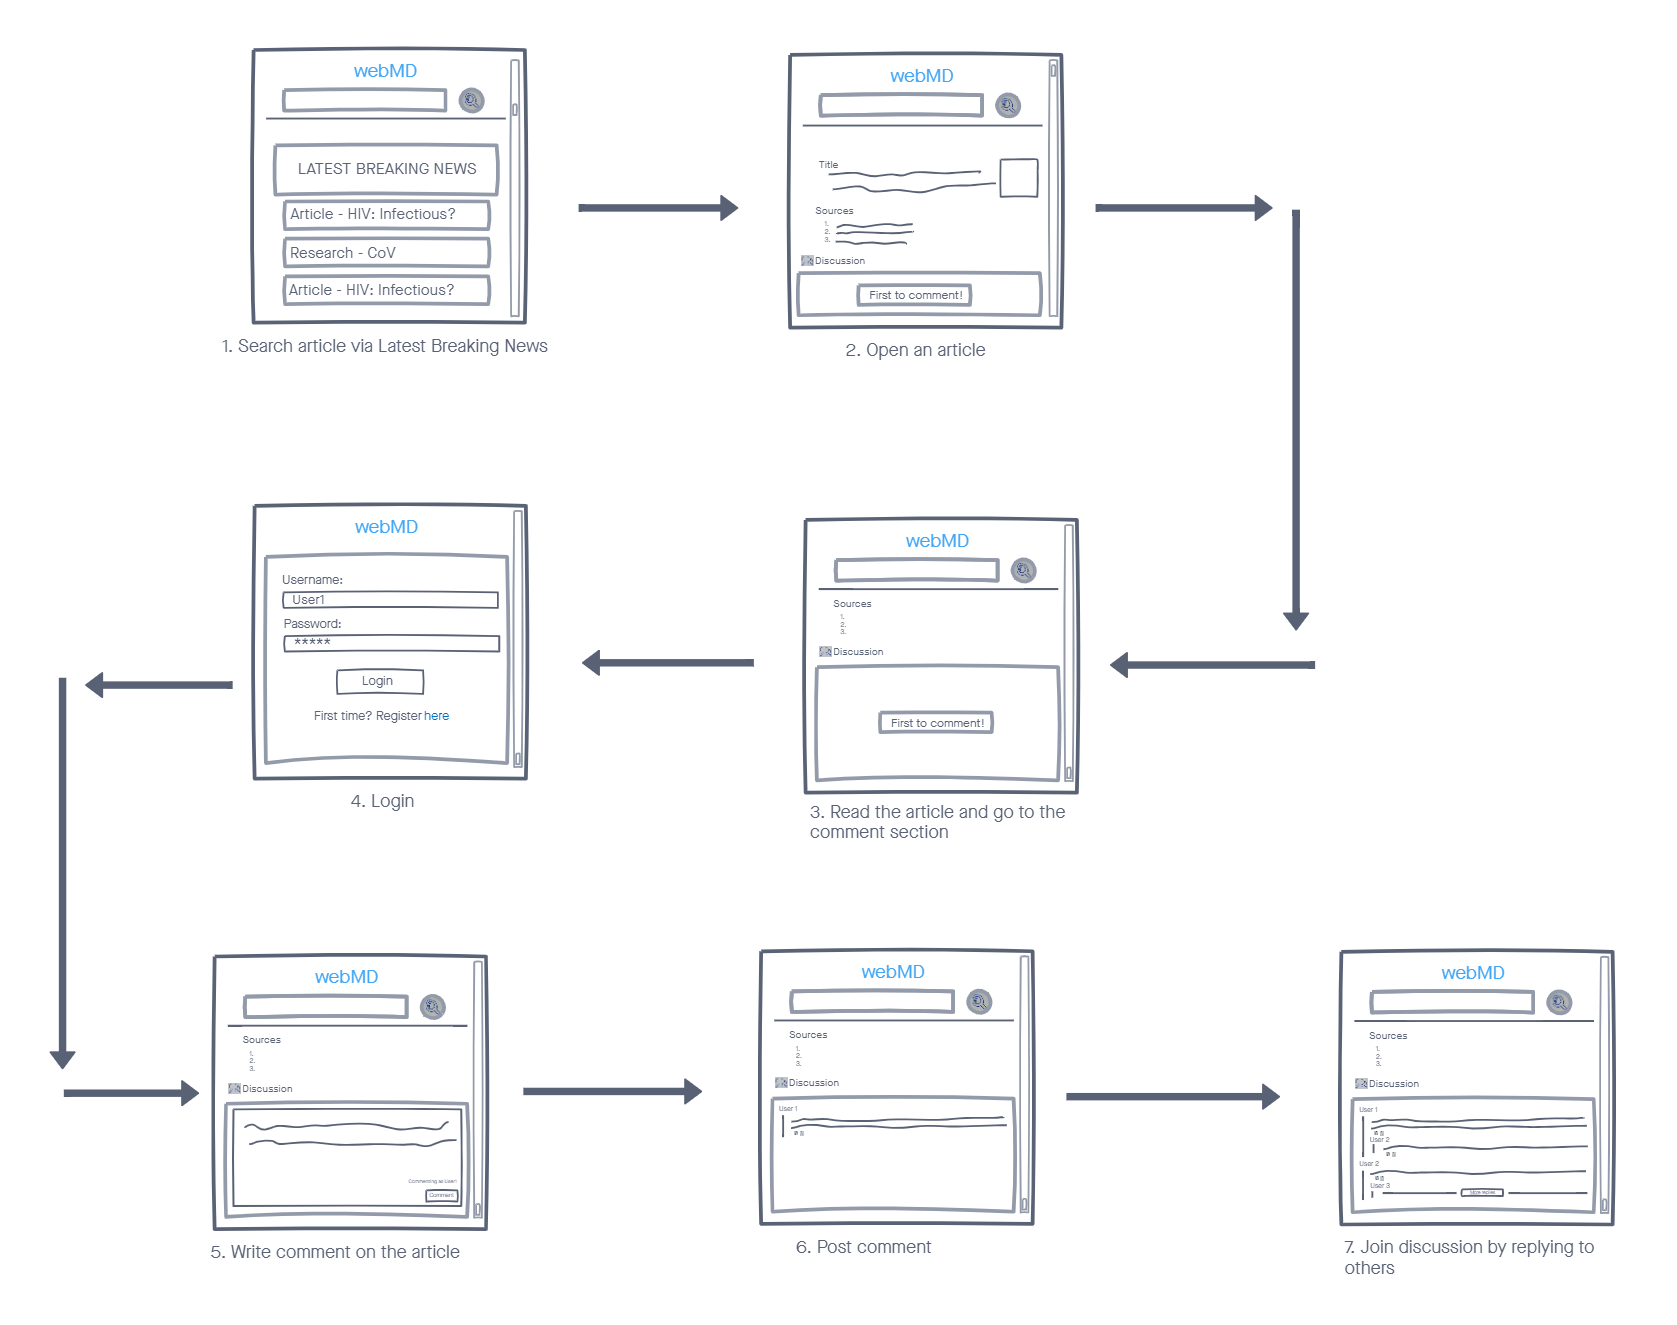 webMD
LATEST BREAKING NEWS
Article - HIV: Infectious?
Research - CoV
Article - HIV: Infectious?
1. Search article via Latest Breaking News
webMD
Title
Sources
1.
2.
3.
Discussion
First to comment!
2. Open an article
webMD
Sources
1.
2.
3.
Discussion
First to comment!
3. Read the article and go to the
comment section
webMD
Username:
User1
Password:
*****
Login
First time? Register here
4. Login
webMD
Sources
1.
2.
3.
Discussion
Commenting as User1
Comment
5. Write comment on the article
webMD
Sources
1.
2.
3.
Discussion
User 1
6. Post comment
webMD
Sources
1.
2.
3.
Discussion
User 1
User 2
User 2
User 3
More replies
7. Join discussion by replying to
others